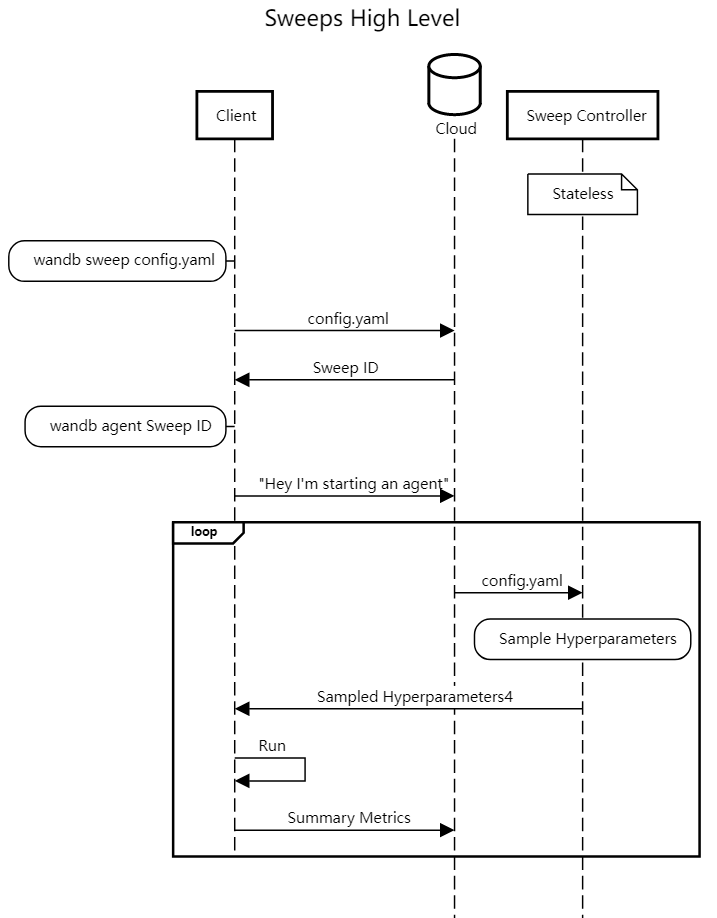 Sweeps High Level
Client
Cloud
Sweep Controller
Stateless
wandb sweep config.yaml
config.yaml
Sweep ID
wandb agent Sweep ID
"Hey I'm starting an agent"
loop
config.yaml
Sample Hyperparameters
Sampled Hyperparameters4
Run
Summary Metrics